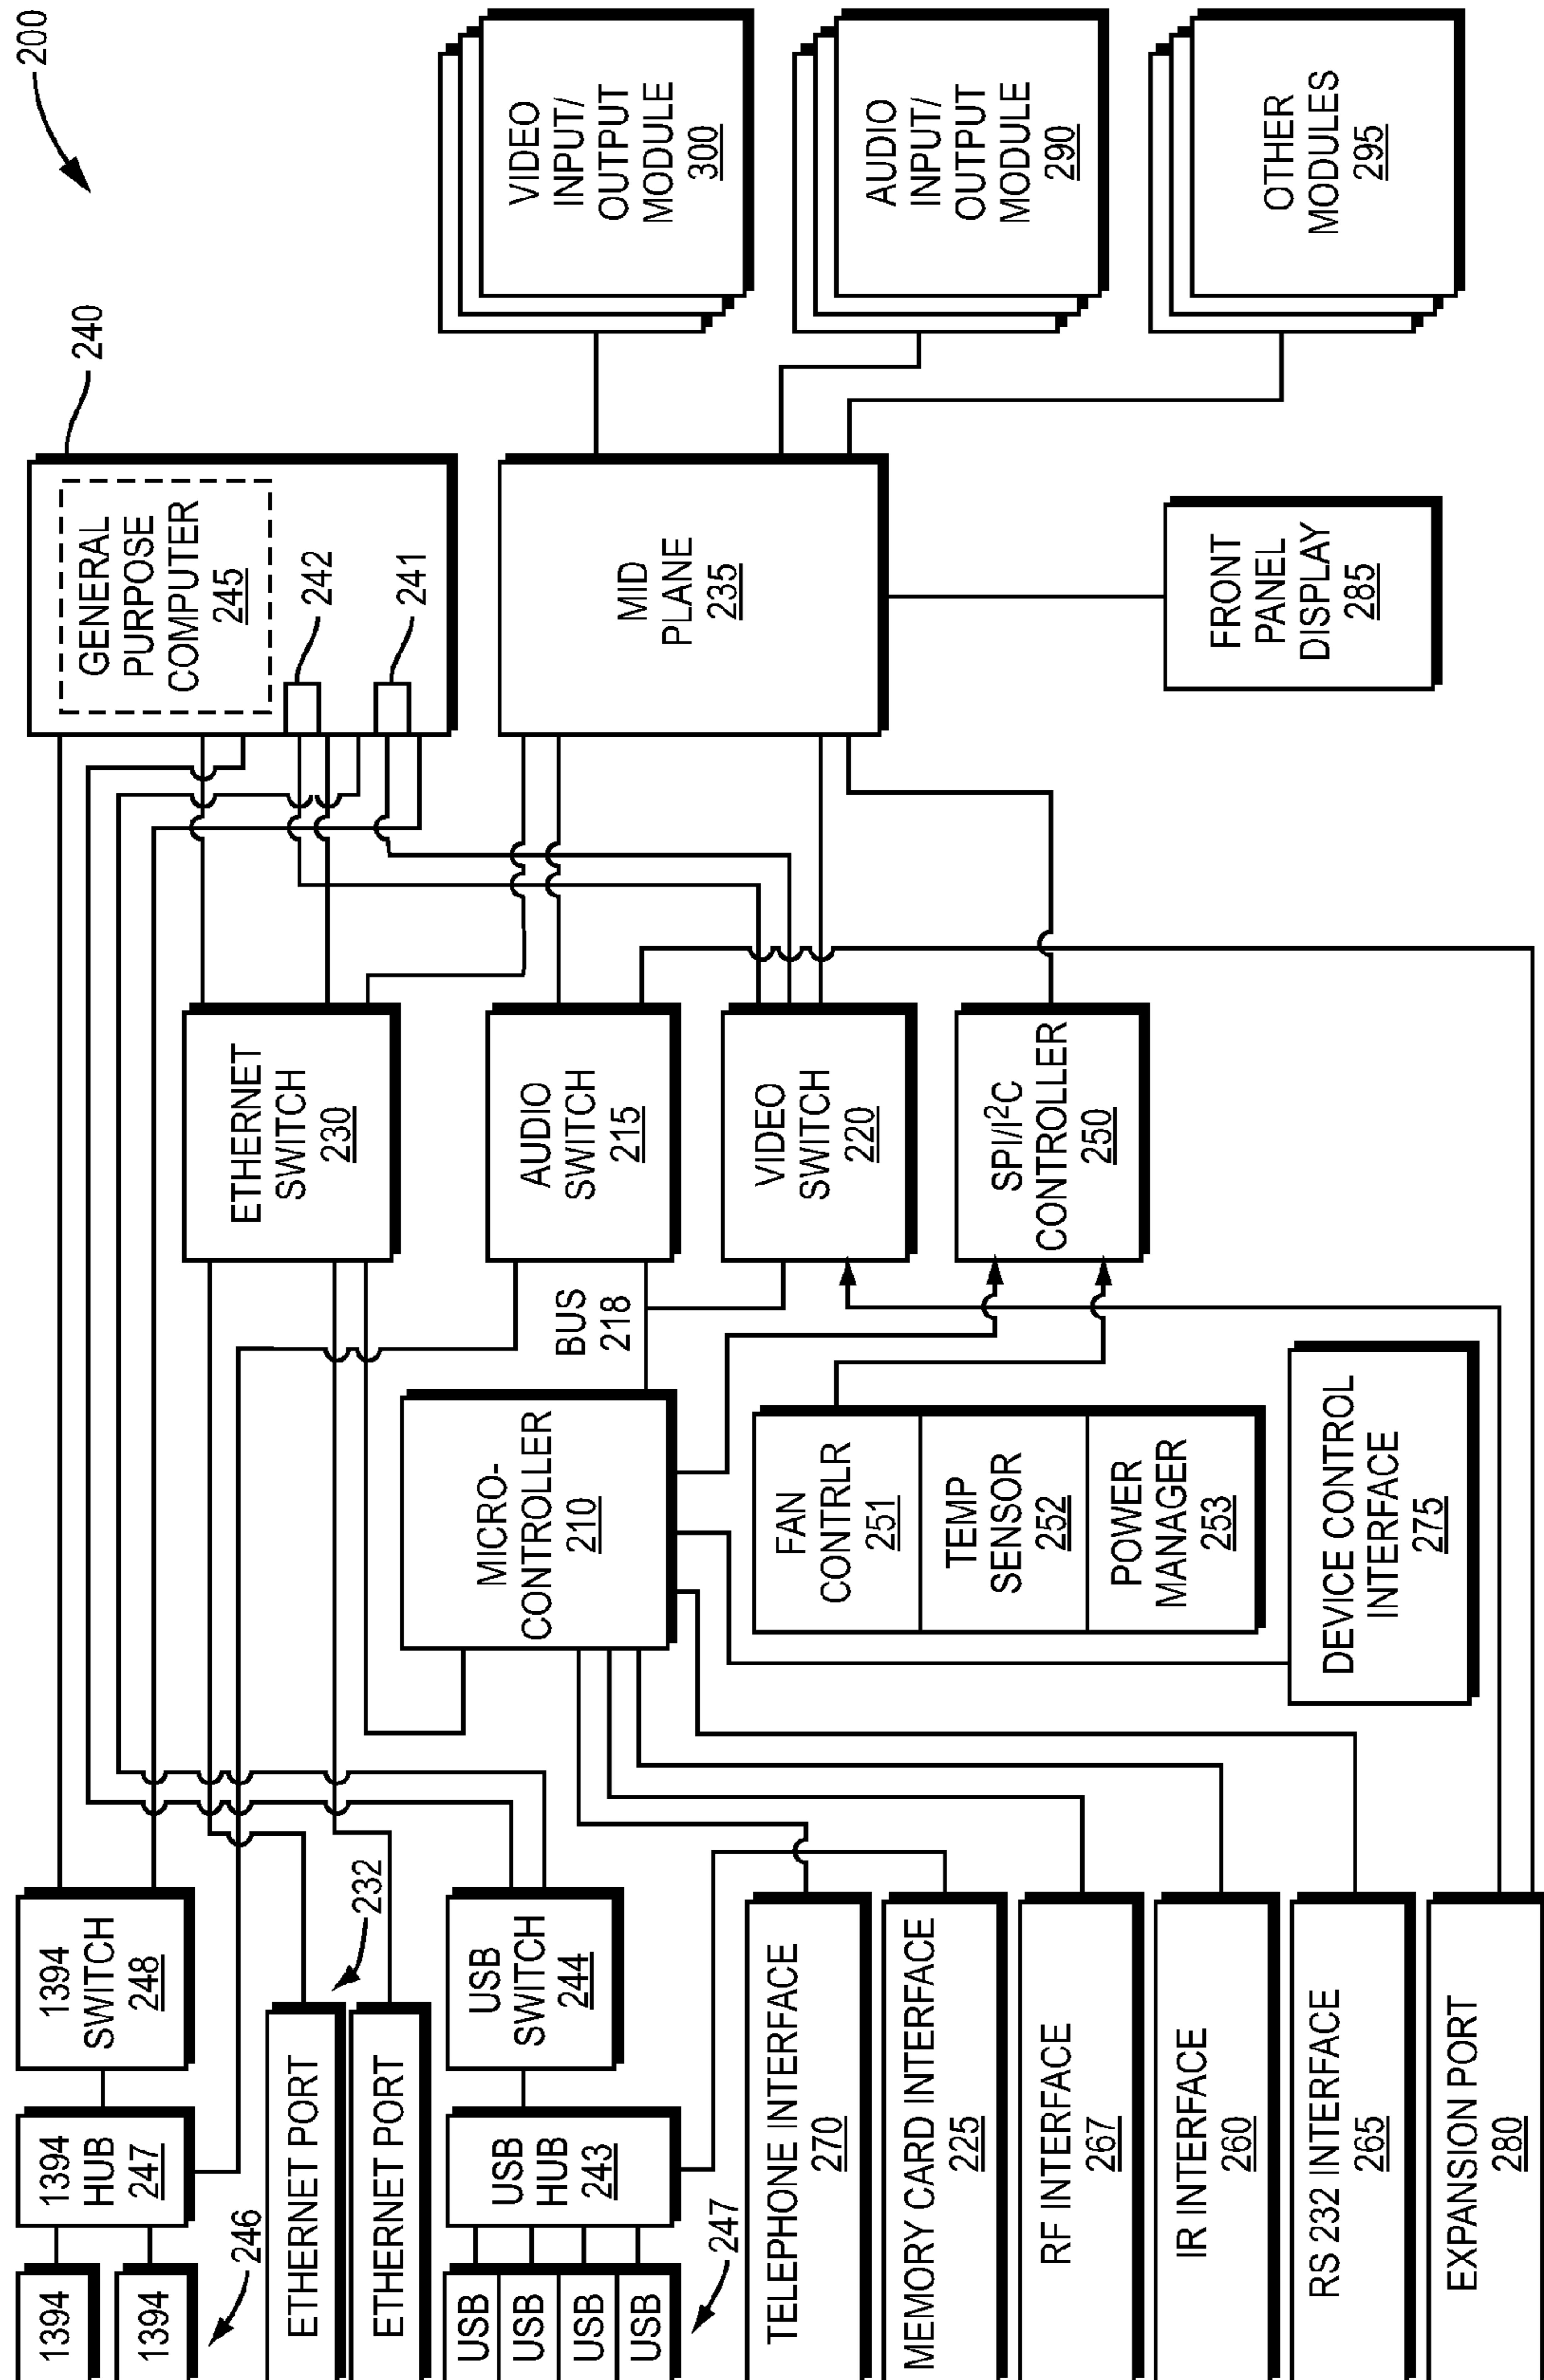 200
1394
1394
246
1394
HUB
247
1394
SWITCH
248
ETHERNET PORT
ETHERNET PORT
232
USB
USB
USB
USB
247
USB
HUB
243
USB
SWITCH
244
TELEPHONE INTERFACE
270
MEMORY CARD INTERFACE
225
RF INTERFACE
267
IR INTERFACE
260
RS 232 INTERFACE
265
EXPANSION PORT
280
MICRO-
CONTROLLER
210
FAN
CONTRLR
251
TEMP
SENSOR
252
POWER
MANAGER
253
DEVICE CONTROL
INTERFACE
275
BUS
218
ETHERNET
SWITCH
230
AUDIO
SWITCH
215
VIDEO
SWITCH
220
SPI/I²C
CONTROLLER
250
GENERAL
PURPOSE
COMPUTER
245
240
242
241
MID
PLANE
235
FRONT
PANEL
DISPLAY
285
VIDEO
INPUT/
OUTPUT
MODULE
300
AUDIO
INPUT/
OUTPUT
MODULE
290
OTHER
MODULES
295